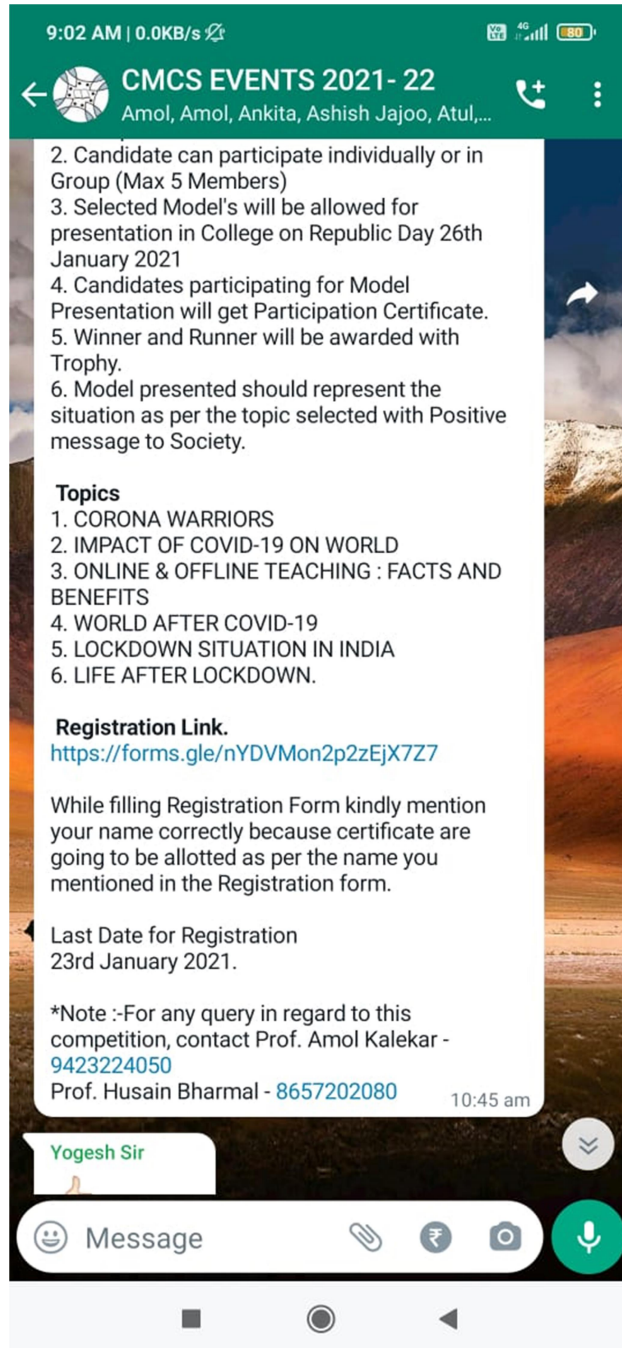 9:02 AM | 0.0KB/s
Vo LTE 4G 80
CMCS EVENTS 2021- 22
Amol, Amol, Ankita, Ashish Jajoo, Atul,...
2. Candidate can participate individually or in
Group (Max 5 Members)
3. Selected Model's will be allowed for
presentation in College on Republic Day 26th
January 2021
4. Candidates participating for Model
Presentation will get Participation Certificate.
5. Winner and Runner will be awarded with
Trophy.
6. Model presented should represent the
situation as per the topic selected with Positive
message to Society.
Topics
1. CORONA WARRIORS
2. IMPACT OF COVID-19 ON WORLD
3. ONLINE & OFFLINE TEACHING : FACTS AND
BENEFITS
4. WORLD AFTER COVID-19
5. LOCKDOWN SITUATION IN INDIA
6. LIFE AFTER LOCKDOWN.
Registration Link.
https://forms.gle/nYDVMon2p2zEjX7Z7
While filling Registration Form kindly mention
your name correctly because certificate are
going to be allotted as per the name you
mentioned in the Registration form.
Last Date for Registration
23rd January 2021.
*Note :-For any query in regard to this
competition, contact Prof. Amol Kalekar -
9423224050
Prof. Husain Bharmal - 8657202080
10:45 am
Yogesh Sir
Message
₹